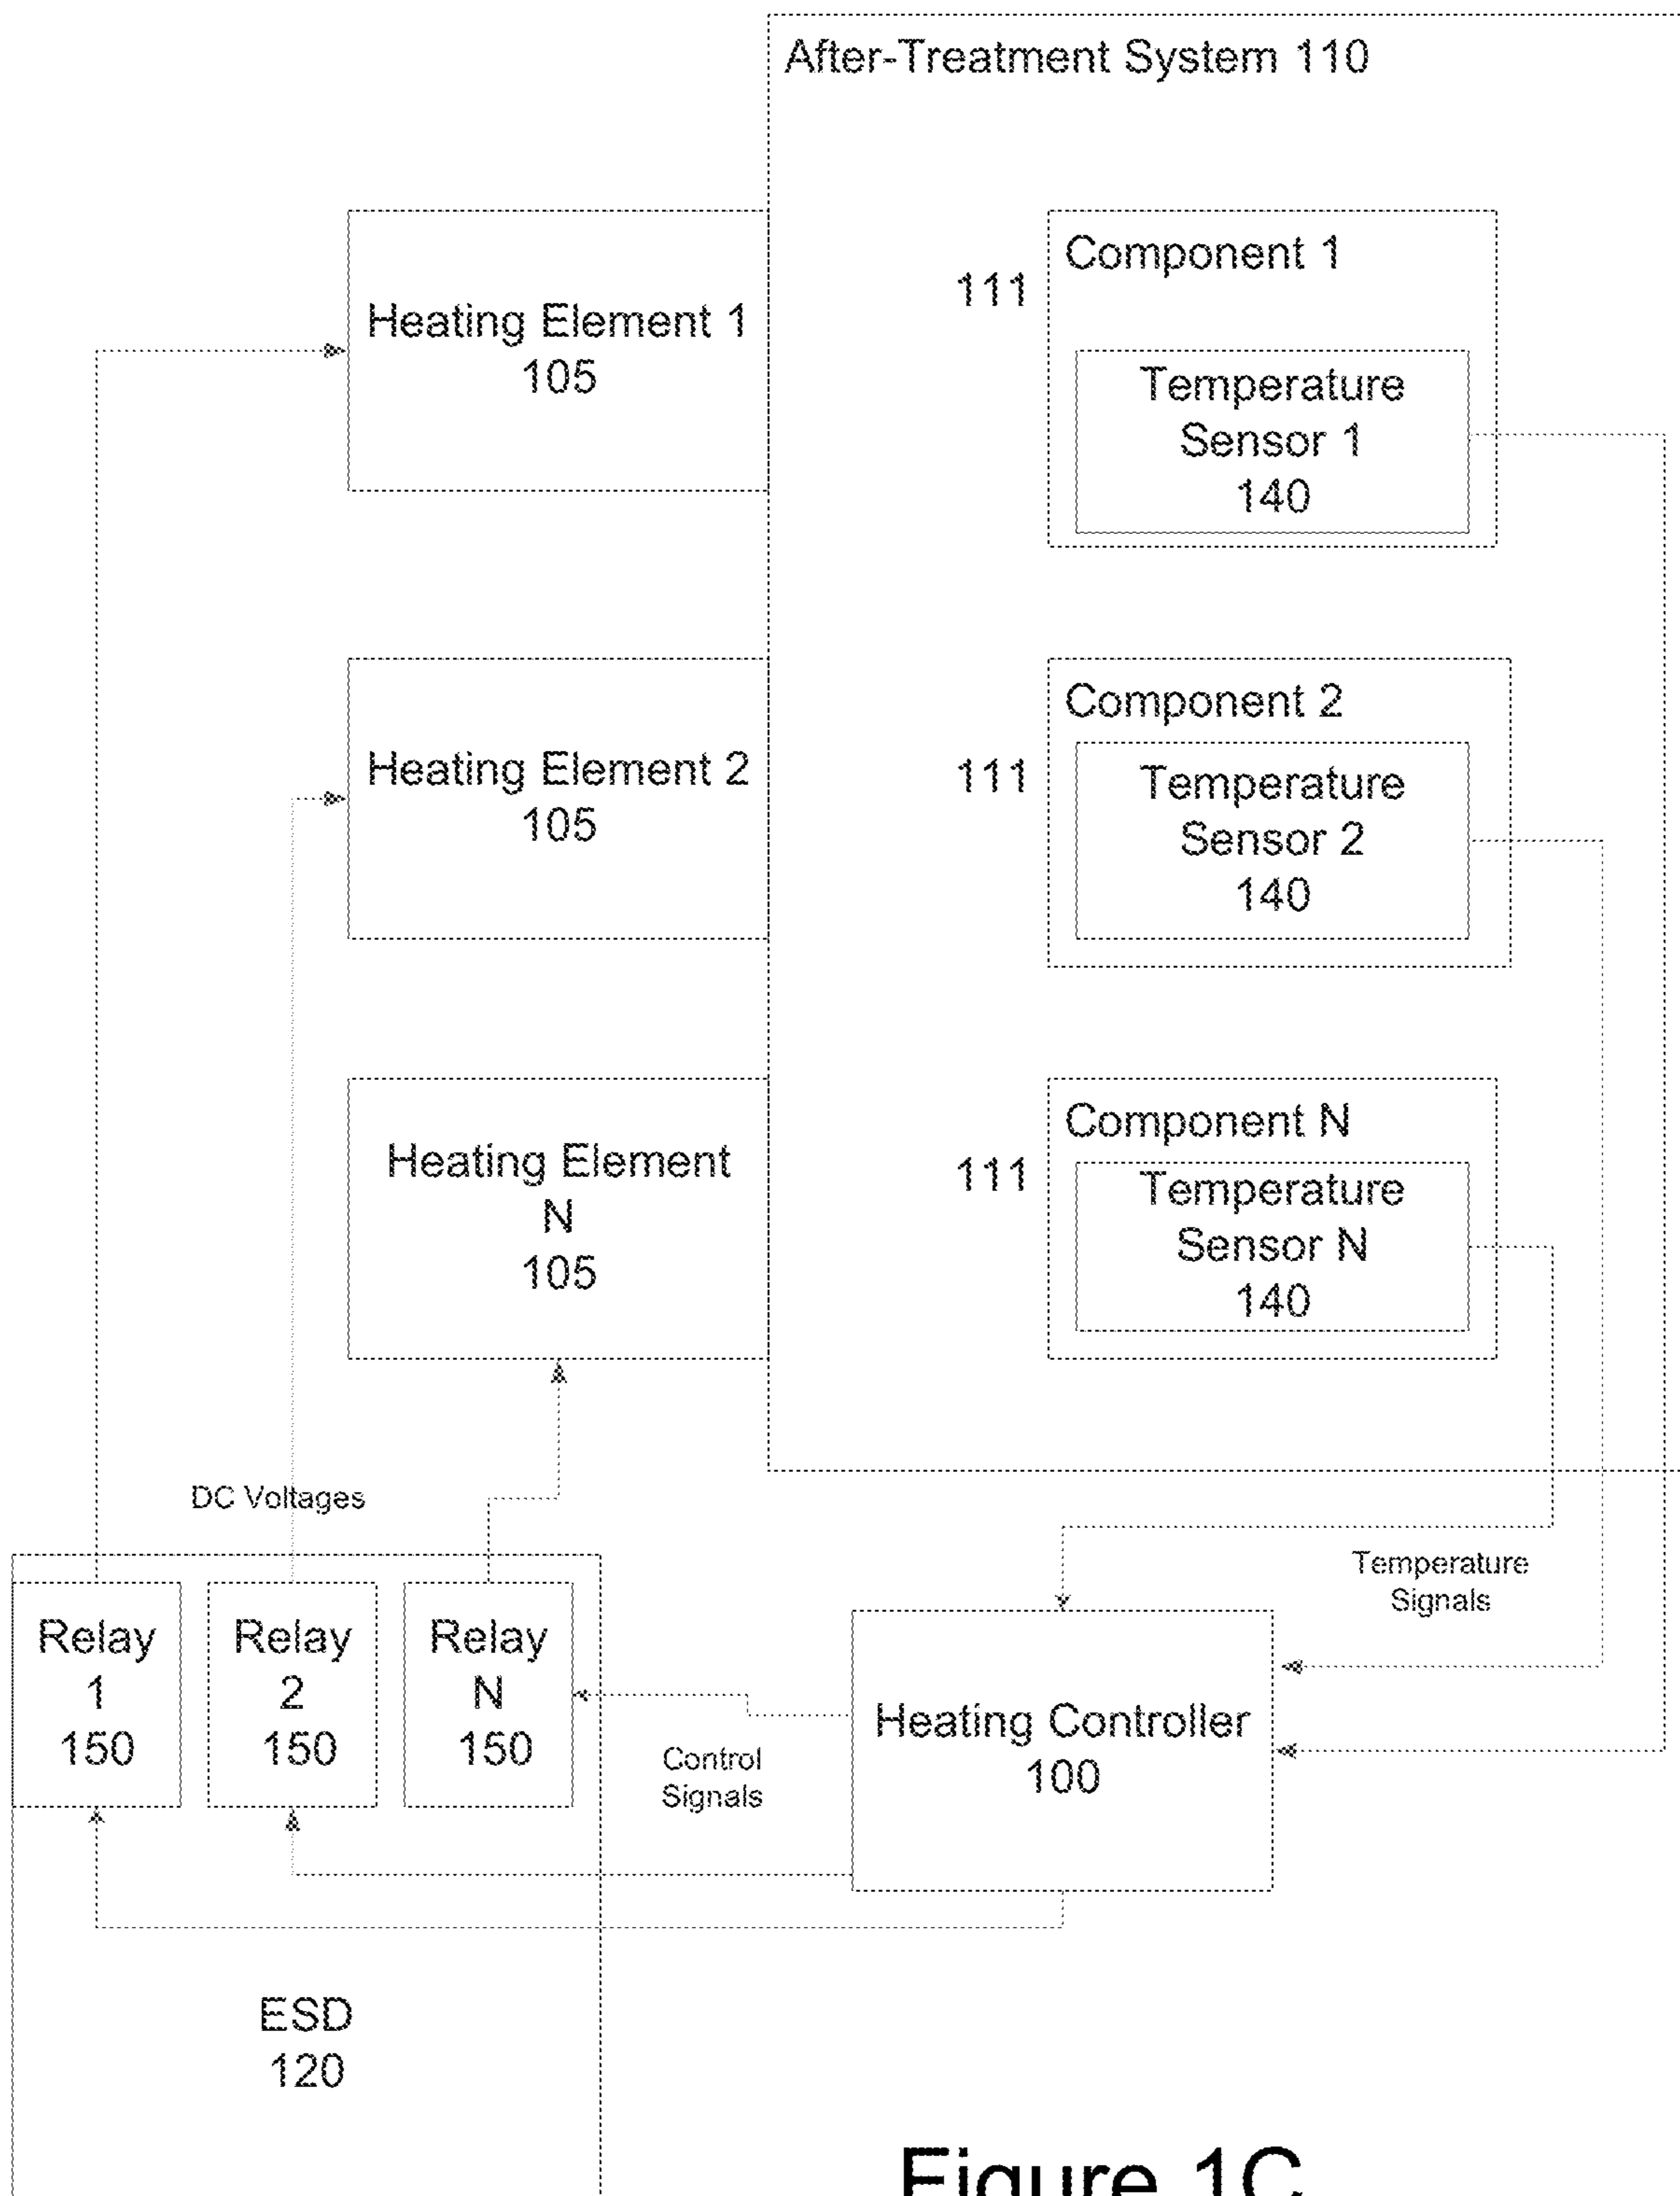 After-Treatment System 110
Heating Element 1
105
111
Component 1
Temperature
Sensor 1
140
Heating Element 2
105
111
Component 2
Temperature
Sensor 2
140
Heating Element
N
105
111
Component N
Temperature
Sensor N
140
DC Voltages
Temperature
Signals
Relay
1
150
Relay
2
150
Relay
N
150
Control
Signals
Heating Controller
100
ESD
120
Figure 1C